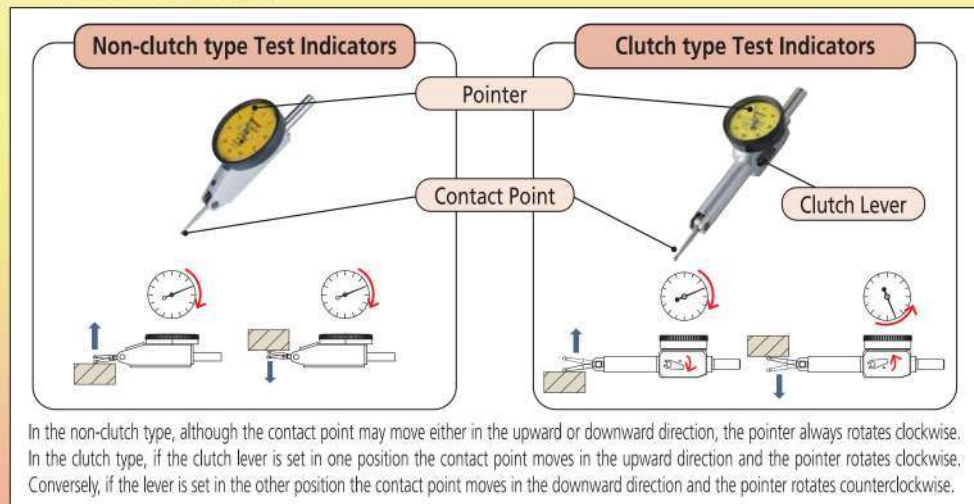 Non-clutch type Test Indicators
Clutch type Test Indicators
Pointer
Contact Point
Clutch Lever
In the non-clutch type, although the contact point may move either in the upward or downward direction, the pointer always rotates clockwise.
In the clutch type, if the clutch lever is set in one position the contact point moves in the upward direction and the pointer rotates clockwise.
Conversely, if the lever is set in the other position the contact point moves in the downward direction and the pointer rotates counterclockwise.